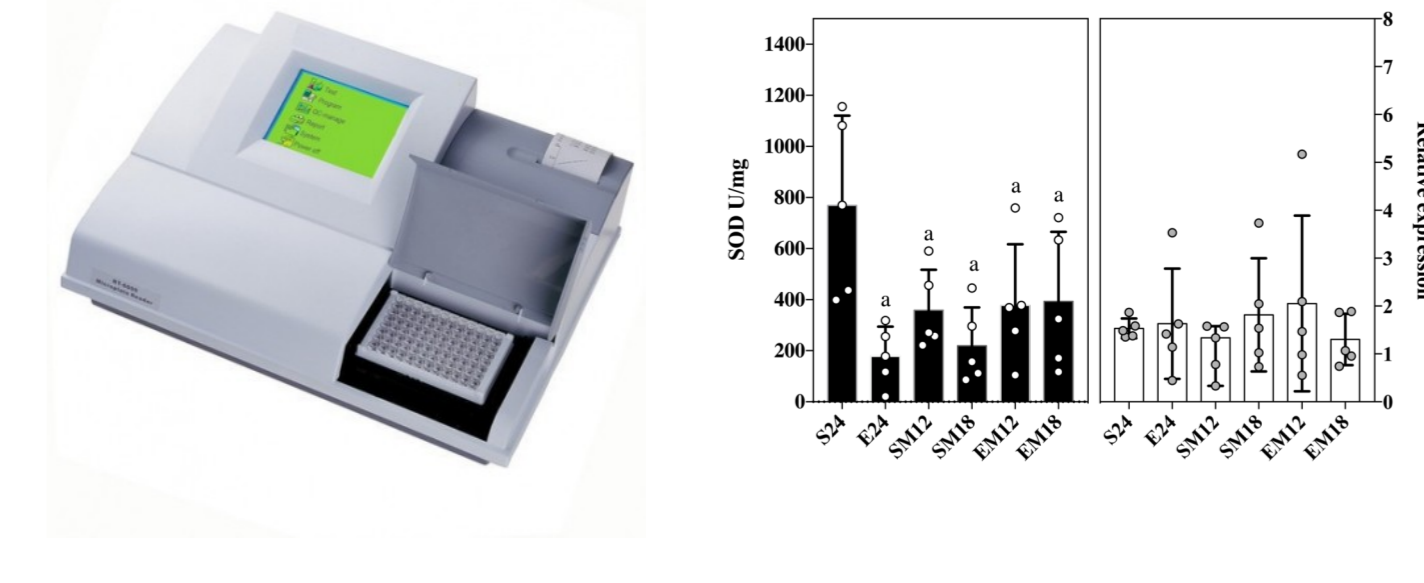 Test
Program
QC manage
Report
System
Power off
Microplate Reader
1400
1200
1000
800
600
400
200
0
SOD U/mg
a
a
a
a
a
S24
E24
SM12
SM18
EM12
EM18
8
7
6
5
4
3
2
1
0
Relative expression
S24
E24
SM12
SM18
EM12
EM18